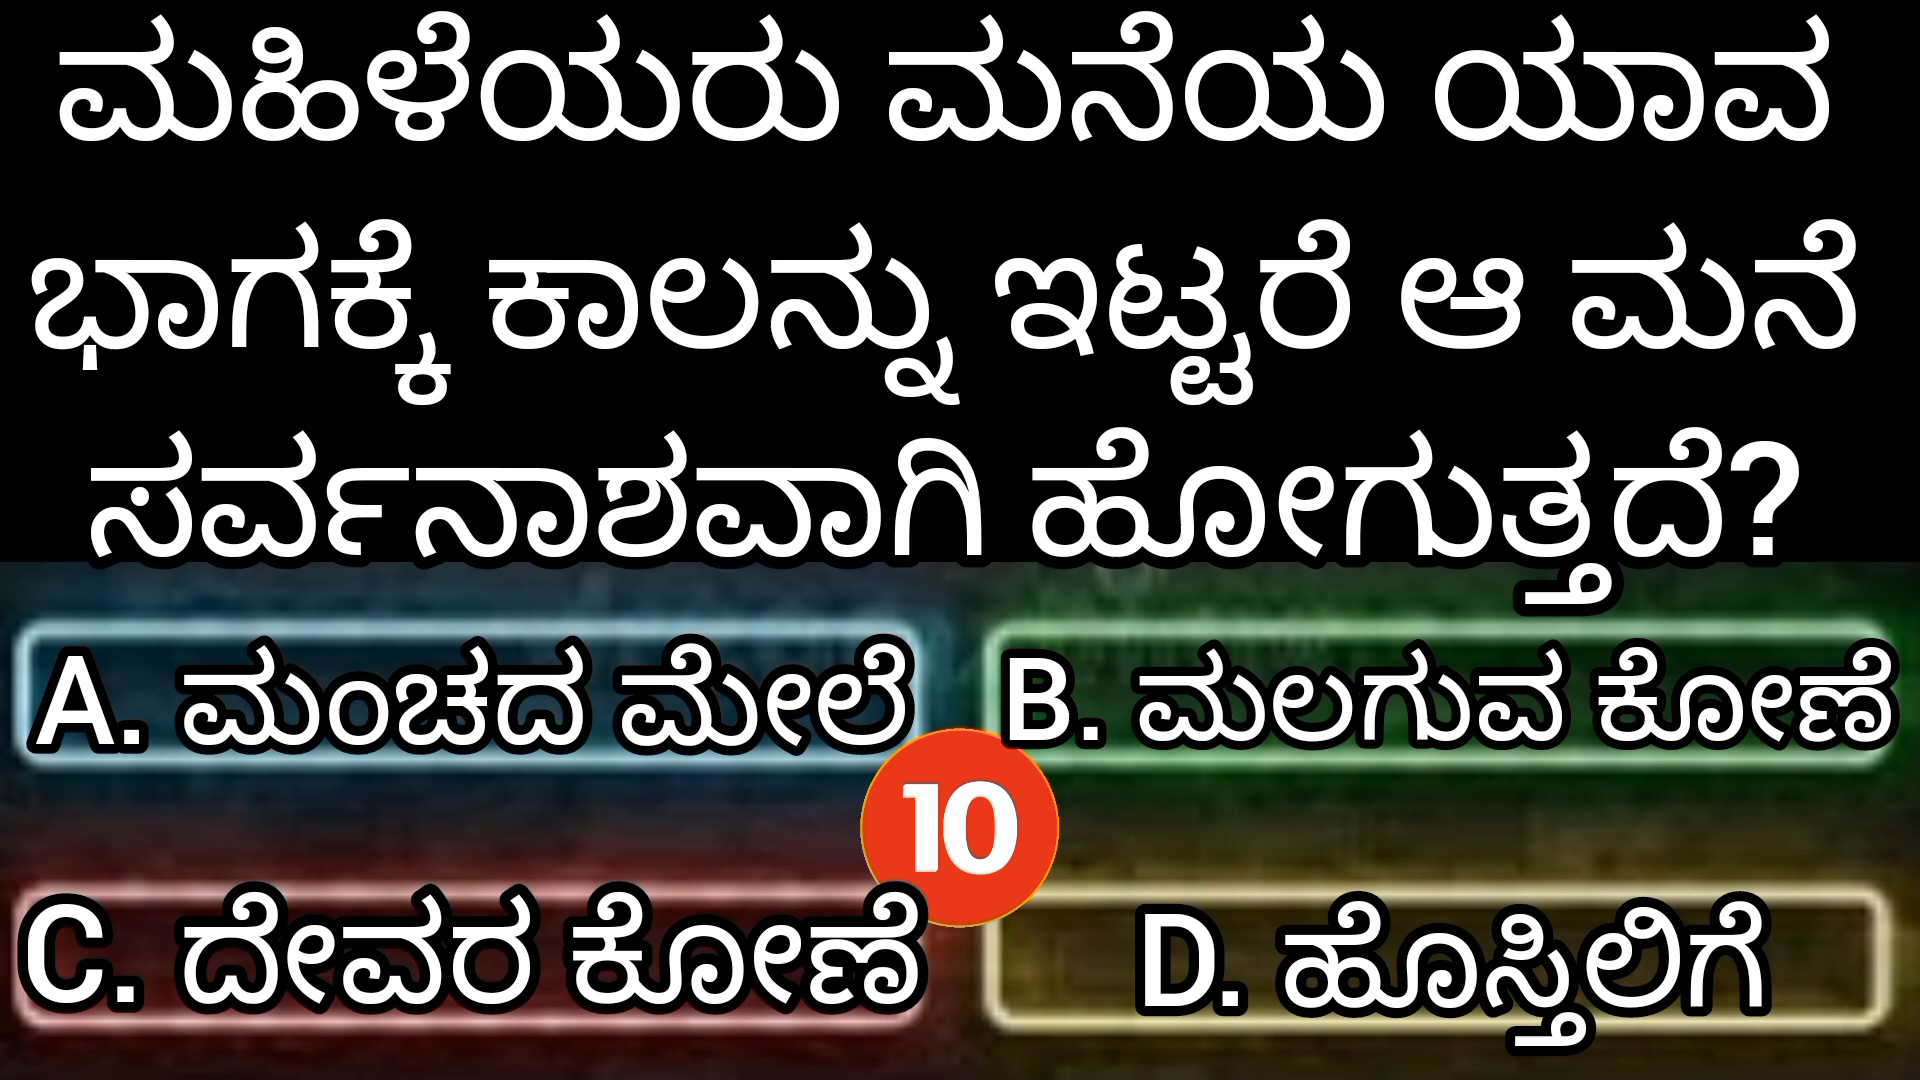 ಮಹಿಳೆಯರು ಮನೆಯ ಯಾವ
ಭಾಗಕ್ಕೆ ಕಾಲನ್ನು ಇಟ್ಟರೆ ಆ ಮನೆ
ಸರ್ವನಾಶವಾಗಿ ಹೋಗುತ್ತದೆ?
A. ಮಂಚದ ಮೇಲೆ
B. ಮಲಗುವ ಕೋಣೆ
10
C. ದೇವರ ಕೋಣೆ
D. ಹೊಸ್ತಿಲಿಗೆ